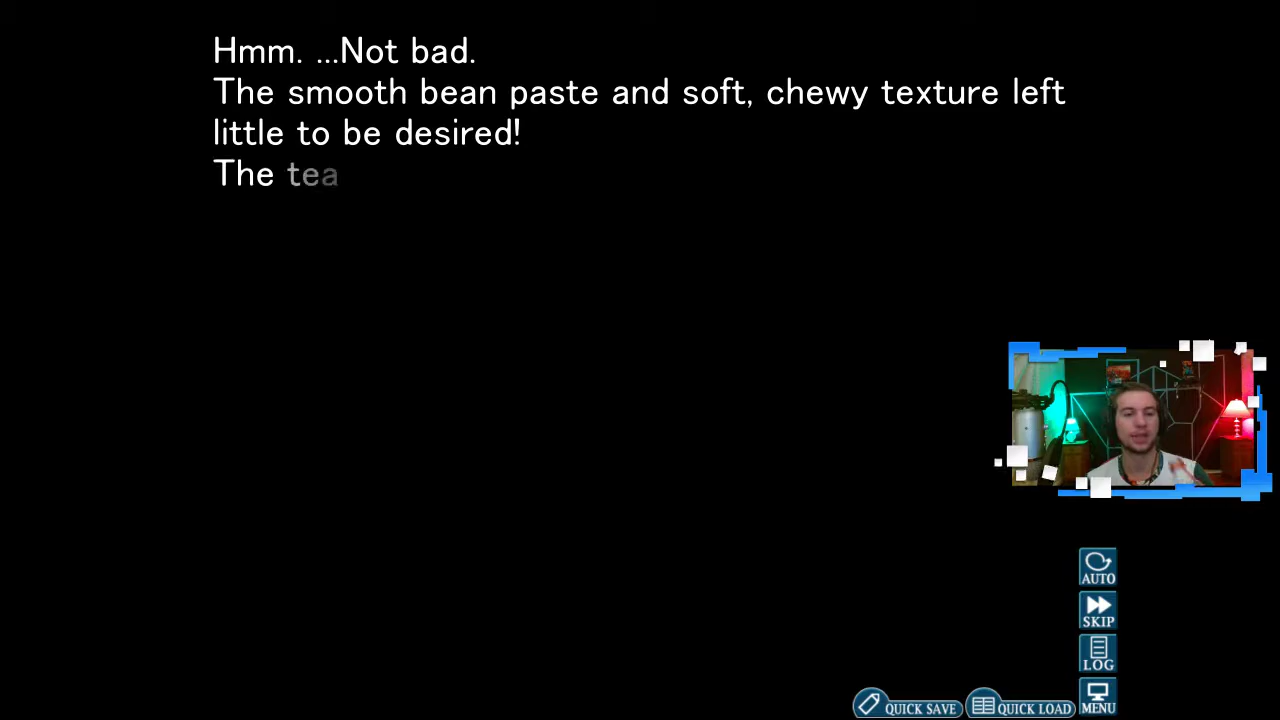 Hmm. ...Not bad.
The smooth bean paste and soft, chewy texture left
little to be desired!
The tea
AUTO
SKIP
LOG
MENU
QUICK SAVE
QUICK LOAD